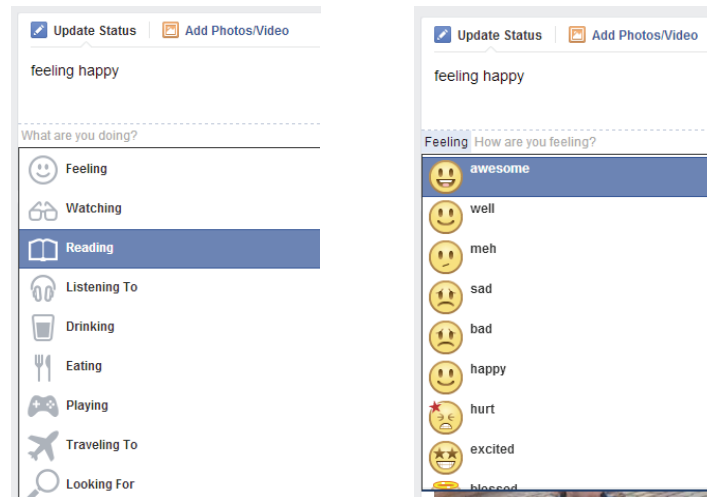 Update Status Add Photos/Video
feeling happy
What are you doing?
Feeling
Watching
Reading
Listening To
Drinking
Eating
Playing
Traveling To
Looking For
Update Status Add Photos/Video
feeling happy
Feeling How are you feeling?
awesome
well
meh
sad
bad
happy
hurt
excited
blessed